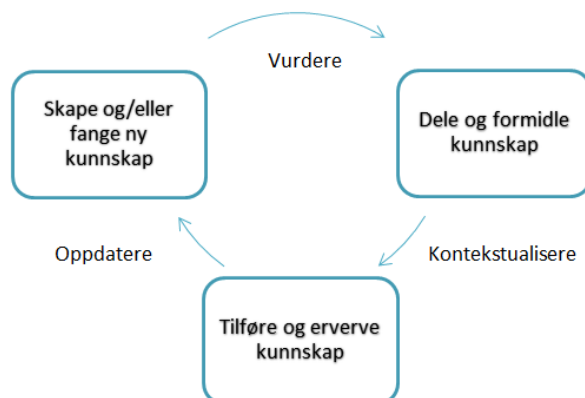 Vurdere
Skape og/eller
fange ny
kunnskap
Dele og formidle
kunnskap
Oppdatere
Kontekstualisere
Tilføre og erverve
kunnskap